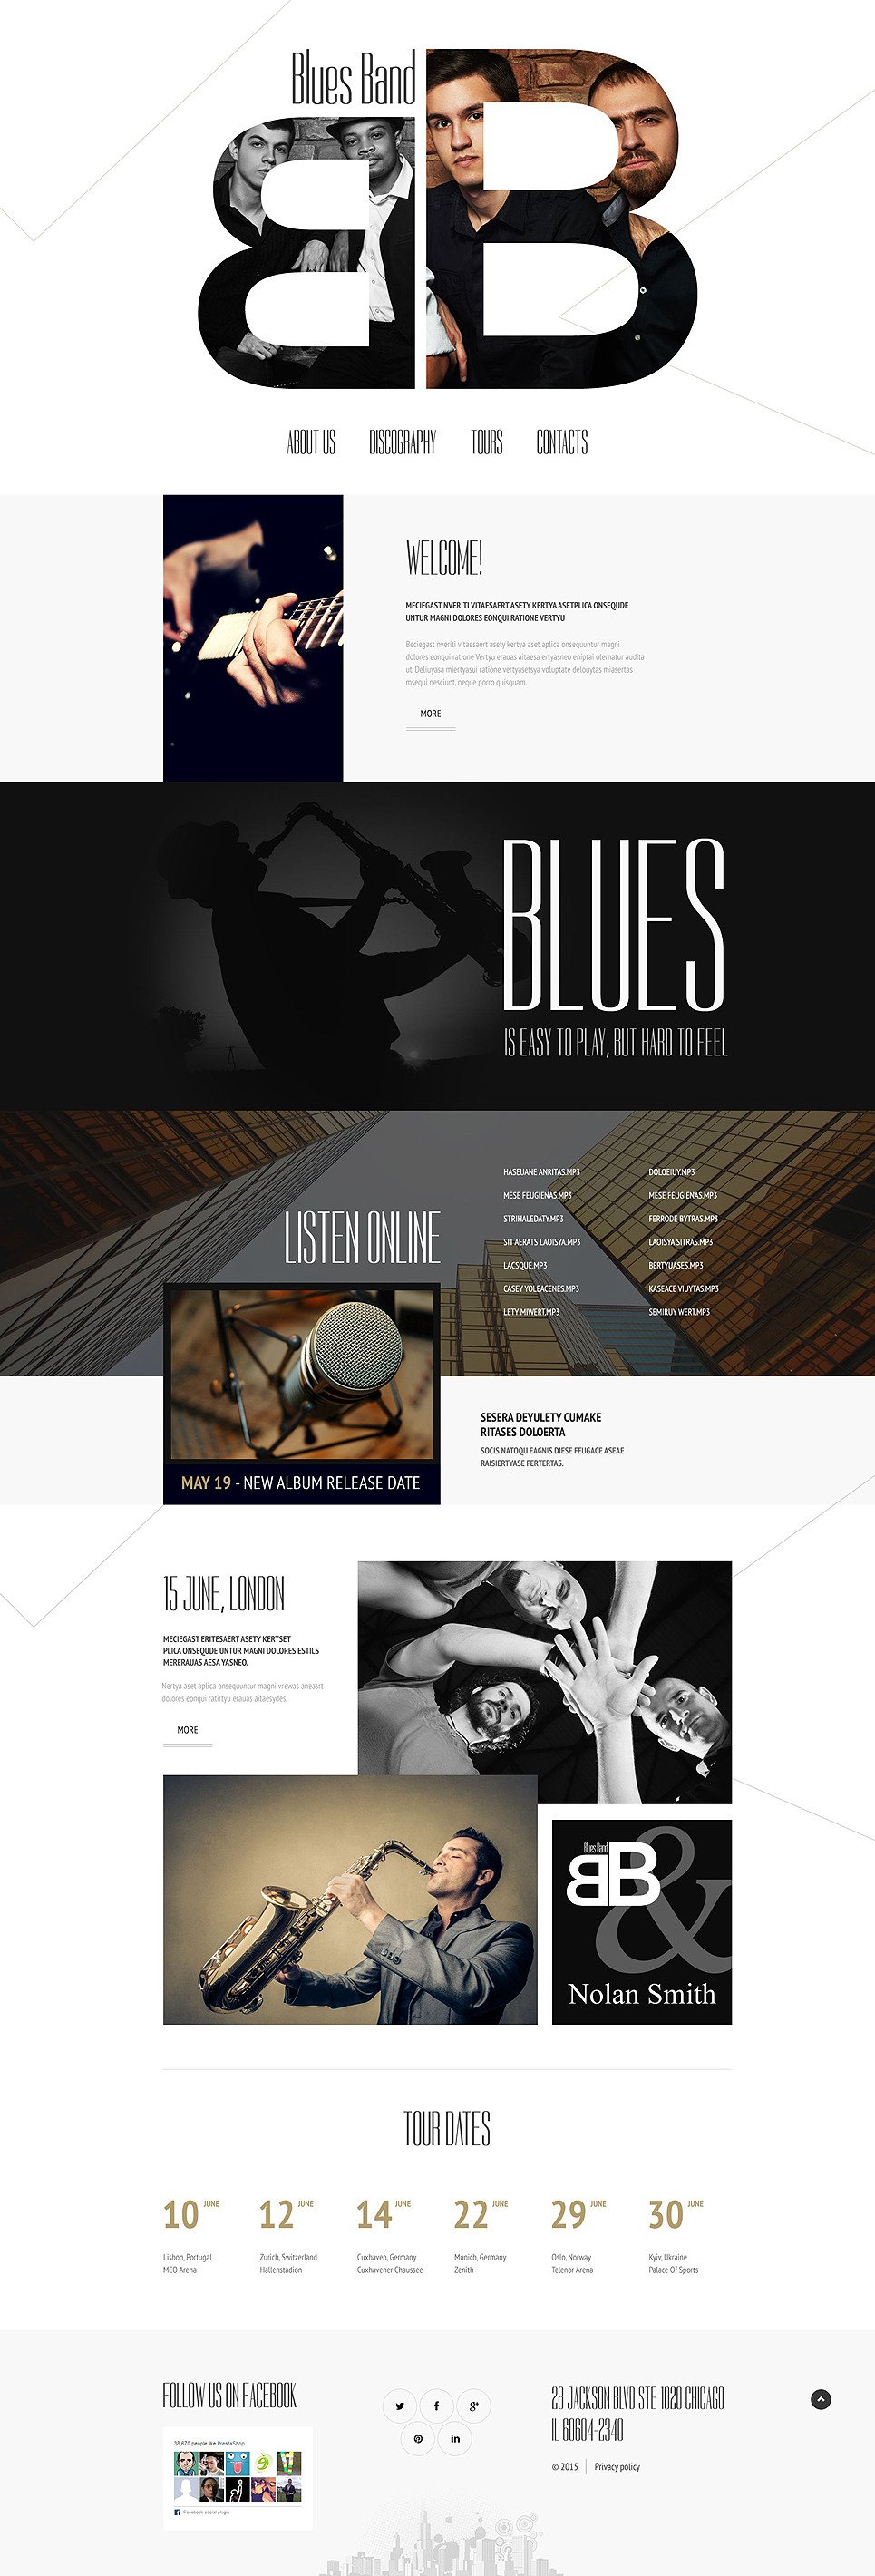 Blues Band
ABOUT US DISCOGRAPHY TOURS CONTACTS
WELCOME!
MECIEGAST NVERITI VITAESAERT ASETY KERTYA ASETPLICA ONSEQUDE
UNTUR MAGNI DOLORES EONQUI RATIONE VERTYU
Beciegast nveriti vitaesaert asety kertya aset aplica onsequuntur magni
dolores eonqui ratione Vertyu erauas aitaesa ertyasneo eniptai olernatur audita
ut. Deliuyasa miertyasui ratione vertyasetsya voluptate delouytas miasertas
msequi nesciunt, neque porro quisquam.
MORE
BLUES
IS EASY TO PLAY, BUT HARD TO FEEL
LISTEN ONLINE
HASEUANE ANRITAS.MP3
MESE FEUGIENAS.MP3
STRIHALEDATY.MP3
SIT AERATS LAOISYA.MP3
LACSQUE.MP3
CASEY YOLEACENES.MP3
LETY MIWERT.MP3
DOLOEIUY.MP3
MESE FEUGIENAS.MP3
FERRODE BYTRAS.MP3
LAOISYA SITRAS.MP3
BERTYUASES.MP3
KASEACE VIUYTAS.MP3
SEMIRUY WERT.MP3
MAY 19 - NEW ALBUM RELEASE DATE
SESERA DEYULETY CUMAKE
RITASES DOLOERTA
SOCIS NATOQU EAGNIS DIESE FEUGACE ASEAE
RAISIERTYASE FERTERTAS.
15 JUNE, LONDON
MECIEGAST ERITESAERT ASETY KERTSET
PLICA ONSEQUDE UNTUR MAGNI DOLORES ESTILS
MERERAUAS AESA YASNEO.
Nertya aset aplica onsequuntur magni vrewas aneasrt
dolores eonqui ratirtyu erauas aitaesydes.
MORE
Blues Band
BB
&
Nolan Smith
TOUR DATES
10 JUNE
Lisbon, Portugal
MEO Arena
12 JUNE
Zurich, Switzerland
Hallenstadion
14 JUNE
Cuxhaven, Germany
Cuxhavener Chaussee
22 JUNE
Munich, Germany
Zenith
29 JUNE
Oslo, Norway
Telenor Arena
30 JUNE
Kyiv, Ukraine
Palace Of Sports
FOLLOW US ON FACEBOOK
38,670 people like PrestaShop.
Facebook social plugin
28 JACKSON BLVD STE 1020 CHICAGO
IL 60604-2340
© 2015 Privacy policy